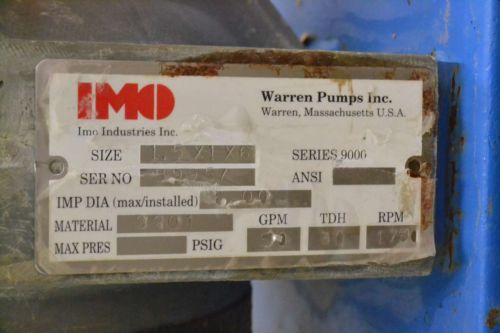 IMO
Imo Industries Inc.
Warren Pumps Inc.
Warren, Massachusetts U.S.A.
SIZE SERIES 9000
SER NO ANSI
IMP DIA (max/installed)
GPM TDH RPM
MATERIAL
MAX PRES PSIG